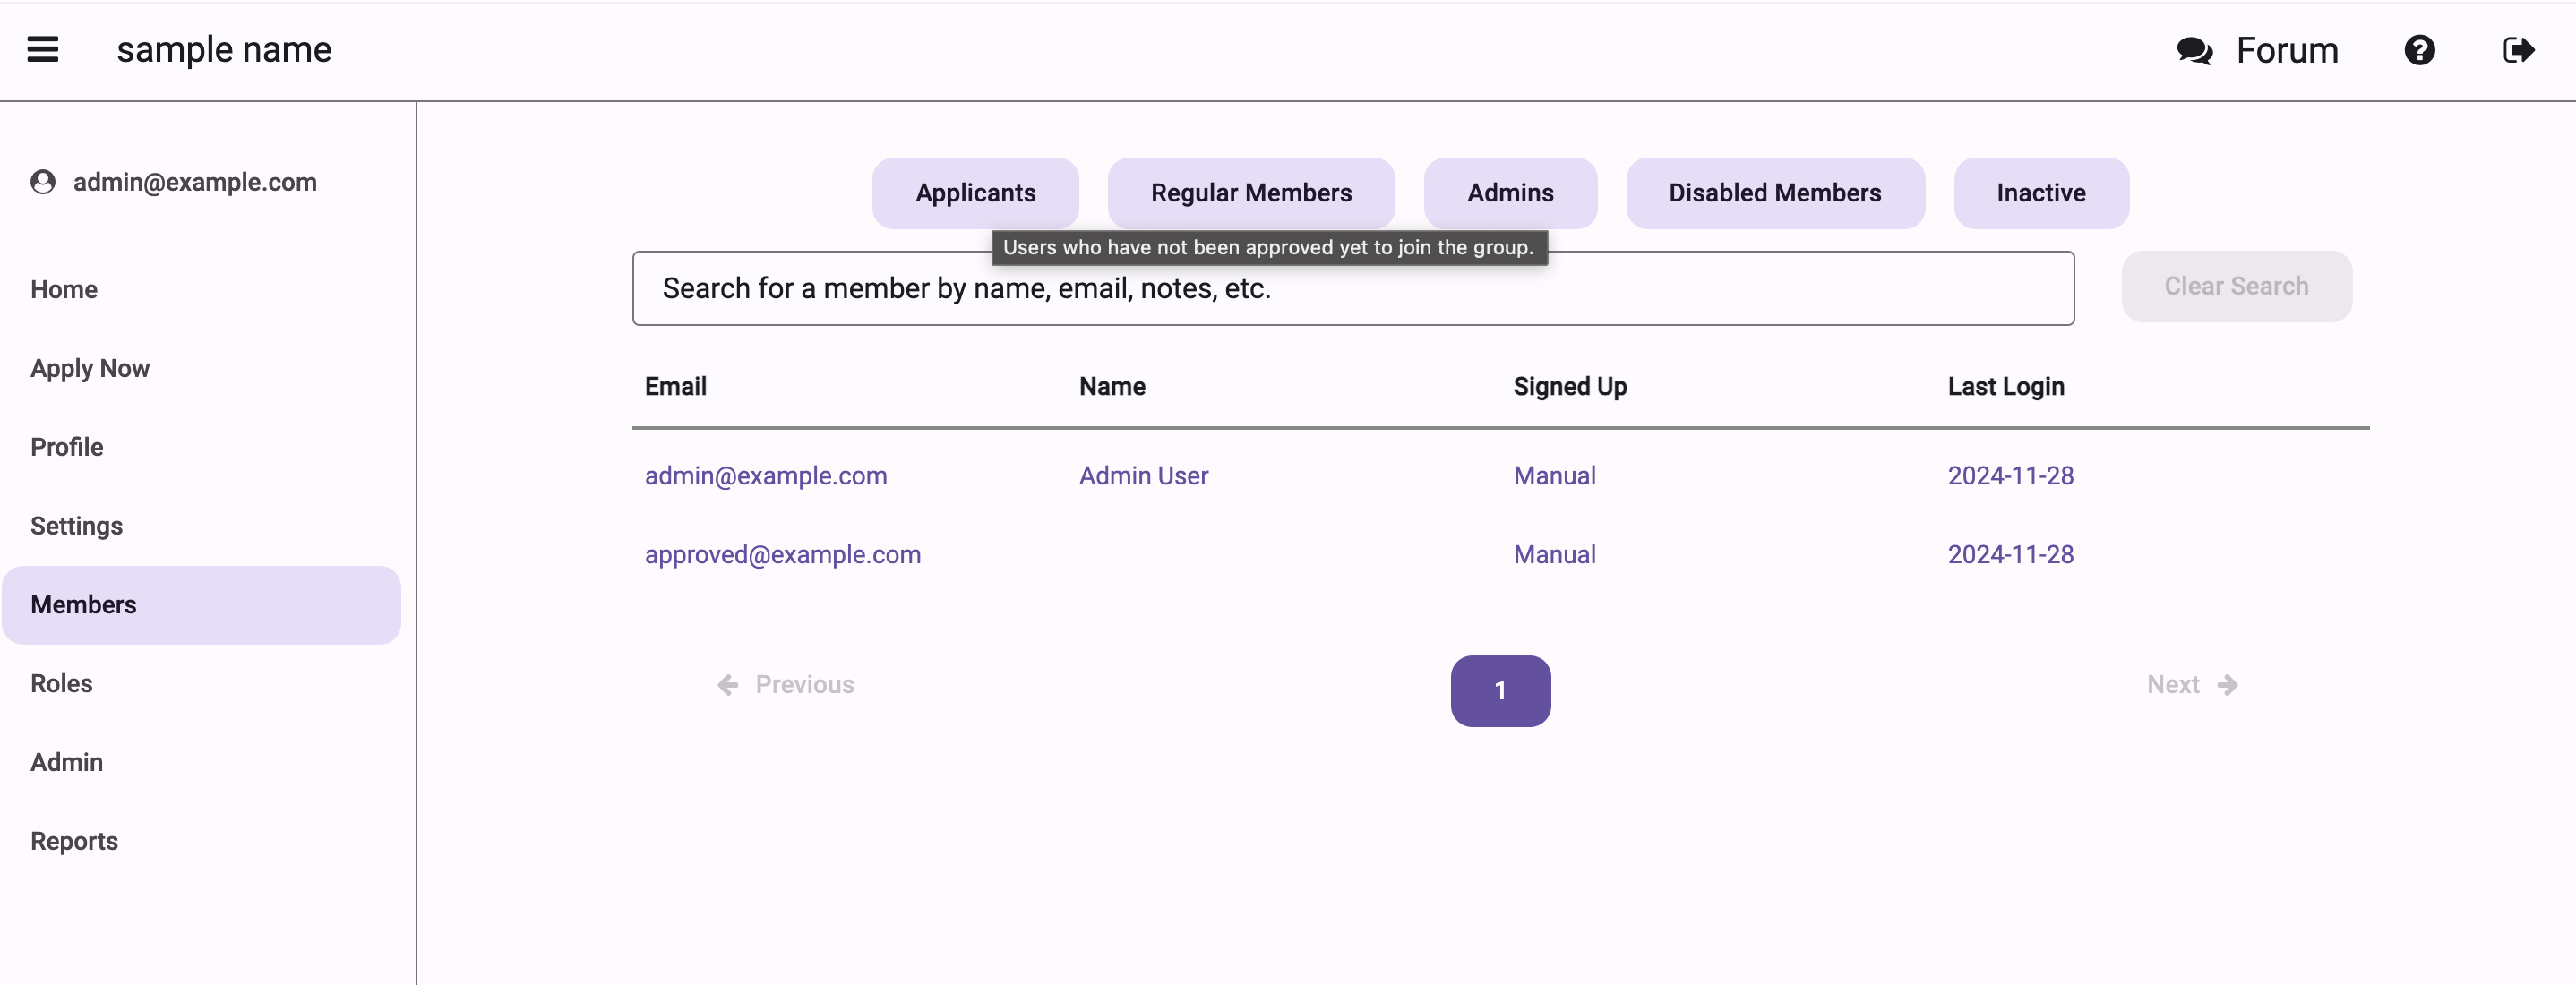 sample name
Forum
admin@example.com
Home
Apply Now
Profile
Settings
Members
Roles
Admin
Reports
Applicants Regular Members Admins Disabled Members Inactive
Users who have not been approved yet to join the group.
Search for a member by name, email, notes, etc.
Clear Search
Email Name Signed Up Last Login
admin@example.com Admin User Manual 2024-11-28
approved@example.com Manual 2024-11-28
Previous 1 Next